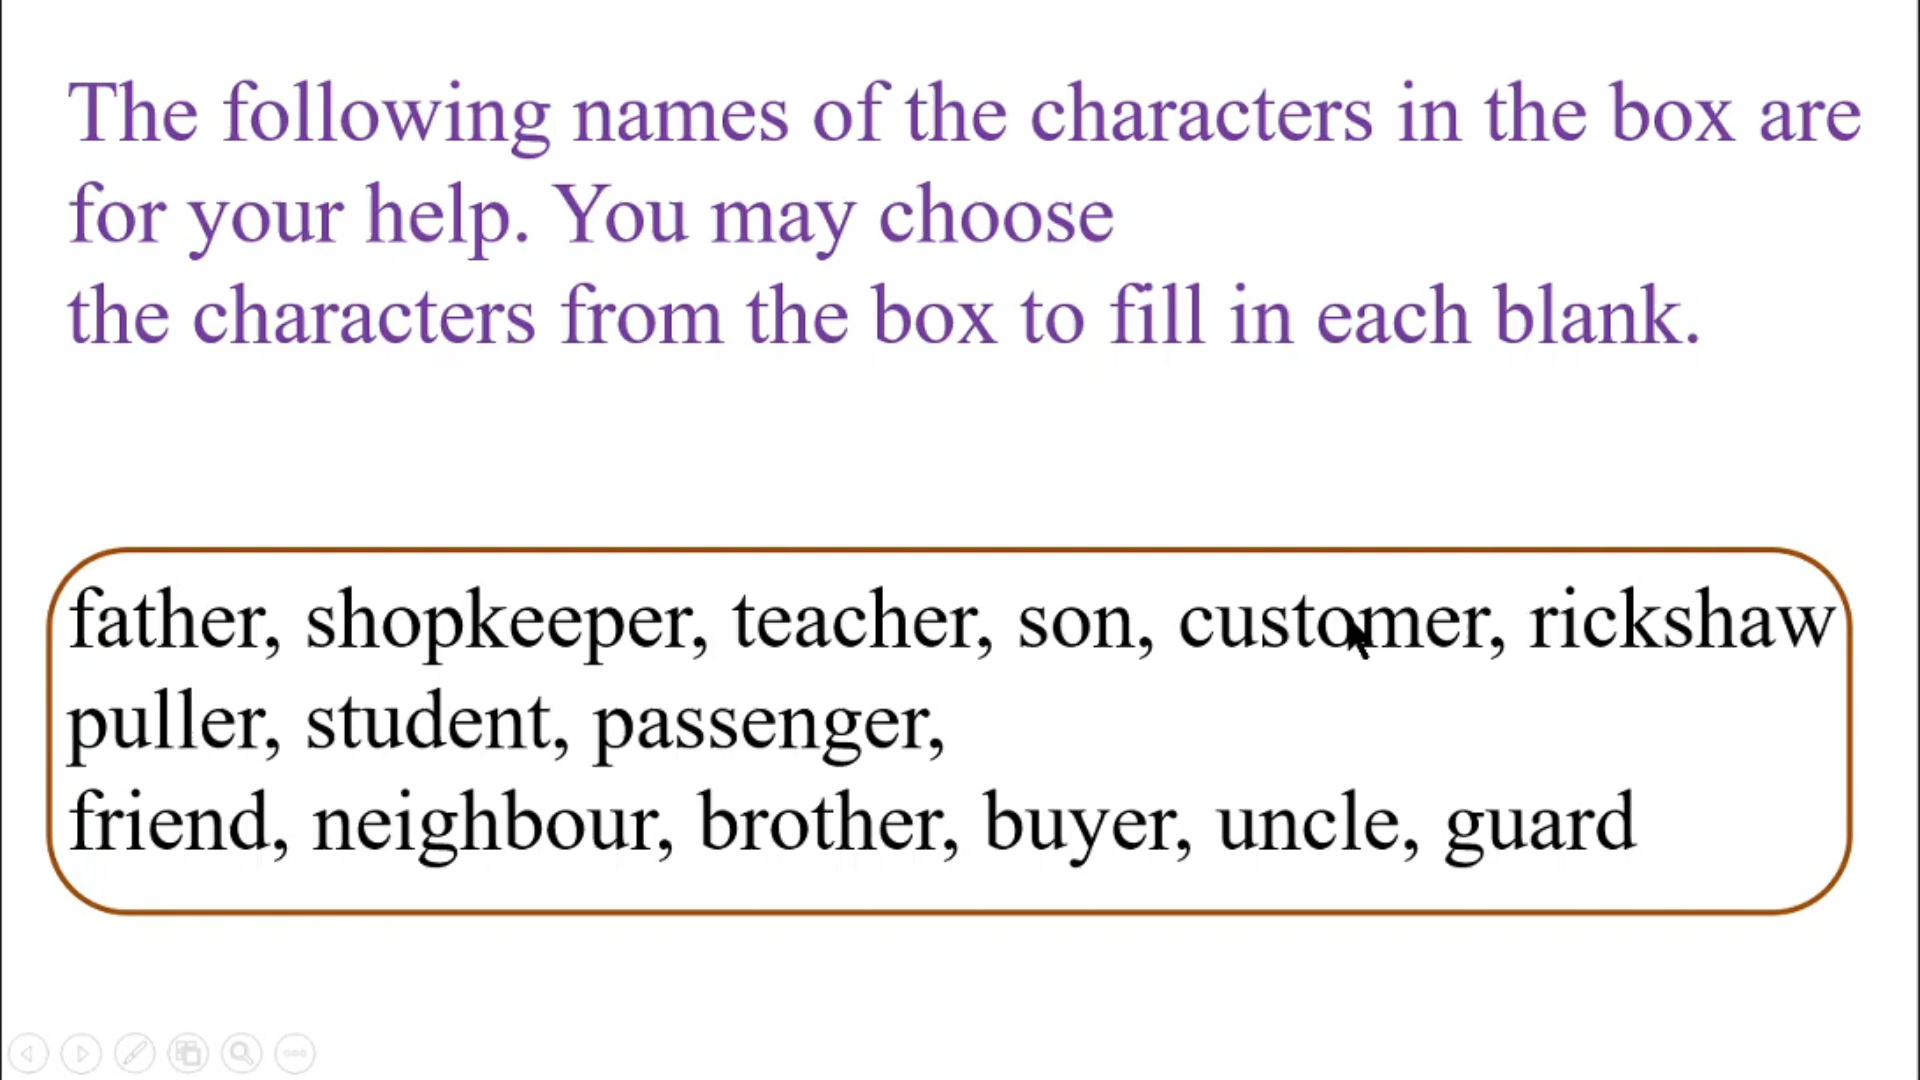 The following names of the characters in the box are
for your help. You may choose
the characters from the box to fill in each blank.
father, shopkeeper, teacher, son, customer, rickshaw
puller, student, passenger,
friend, neighbour, brother, buyer, uncle, guard